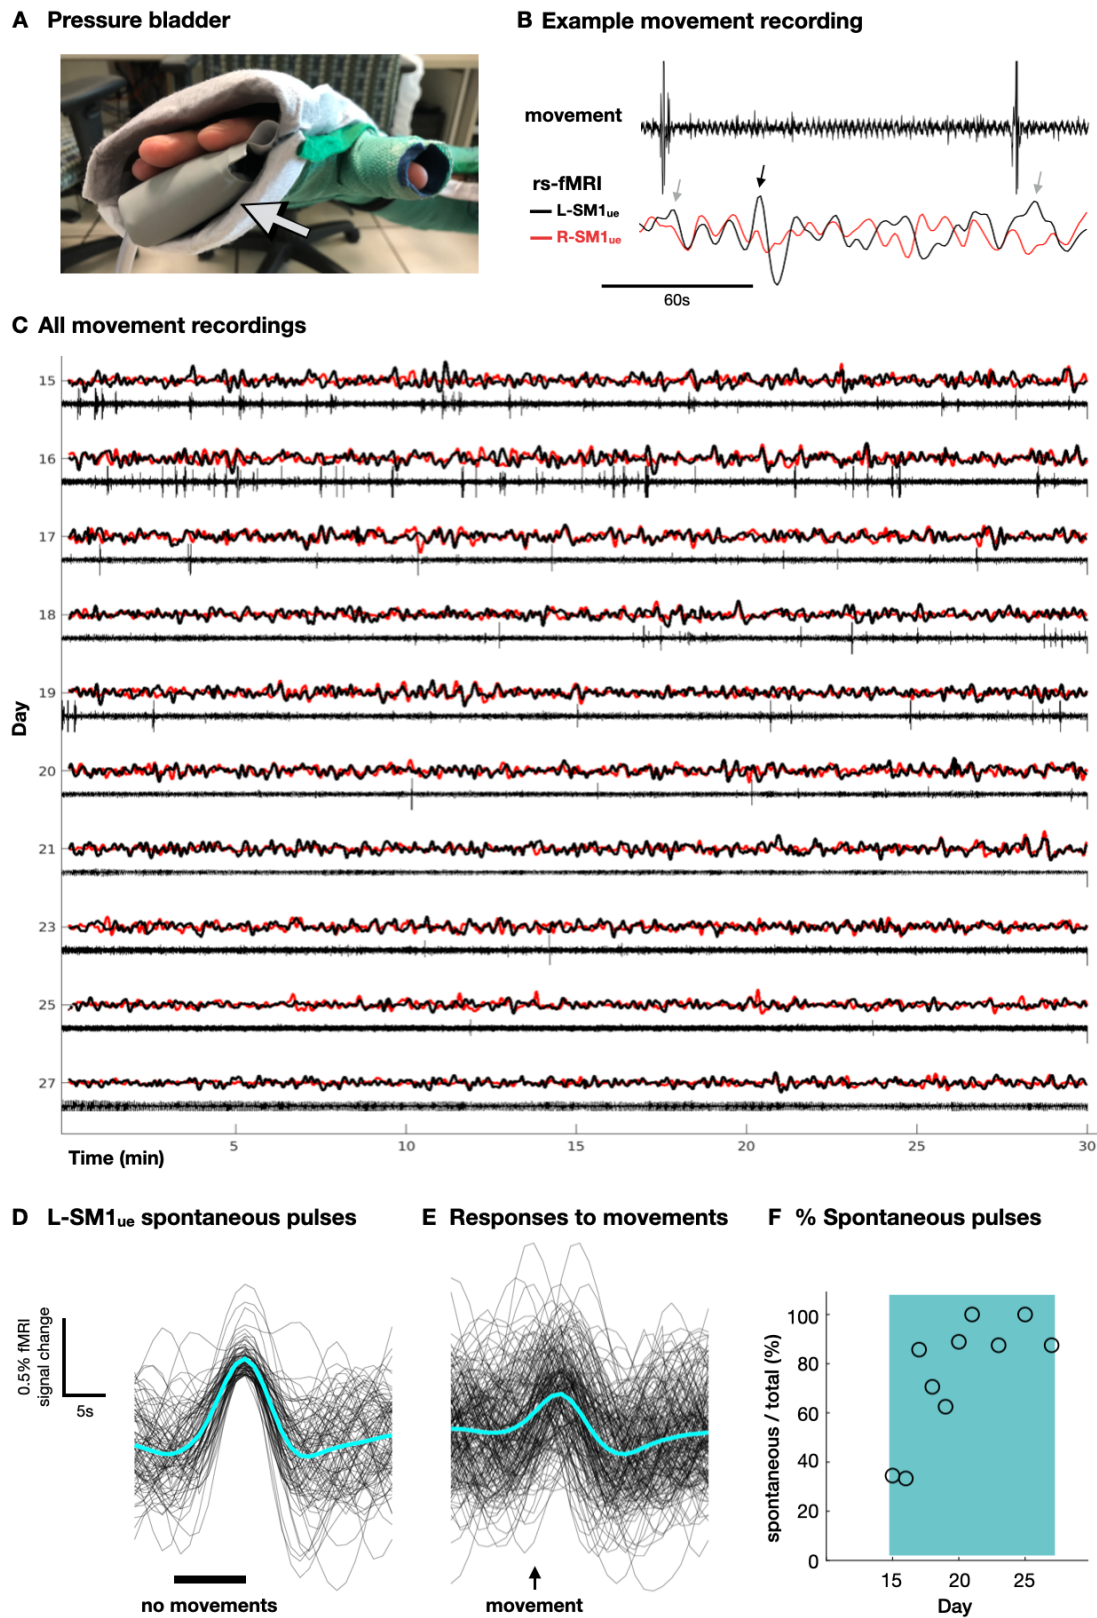 A Pressure bladder
B Example movement recording
movement
rs-fMRI
L-SM1ue
R-SM1ue
60s
C All movement recordings
15
16
17
18
19
20
21
23
25
27
Day
5 10 15 20 25 30
Time (min)
D L-SM1ue spontaneous pulses
0.5% fMRI
signal change
5s
no movements
E Responses to movements
movement
F % Spontaneous pulses
spontaneous / total (%)
100
80
60
40
20
0
15 20 25
Day